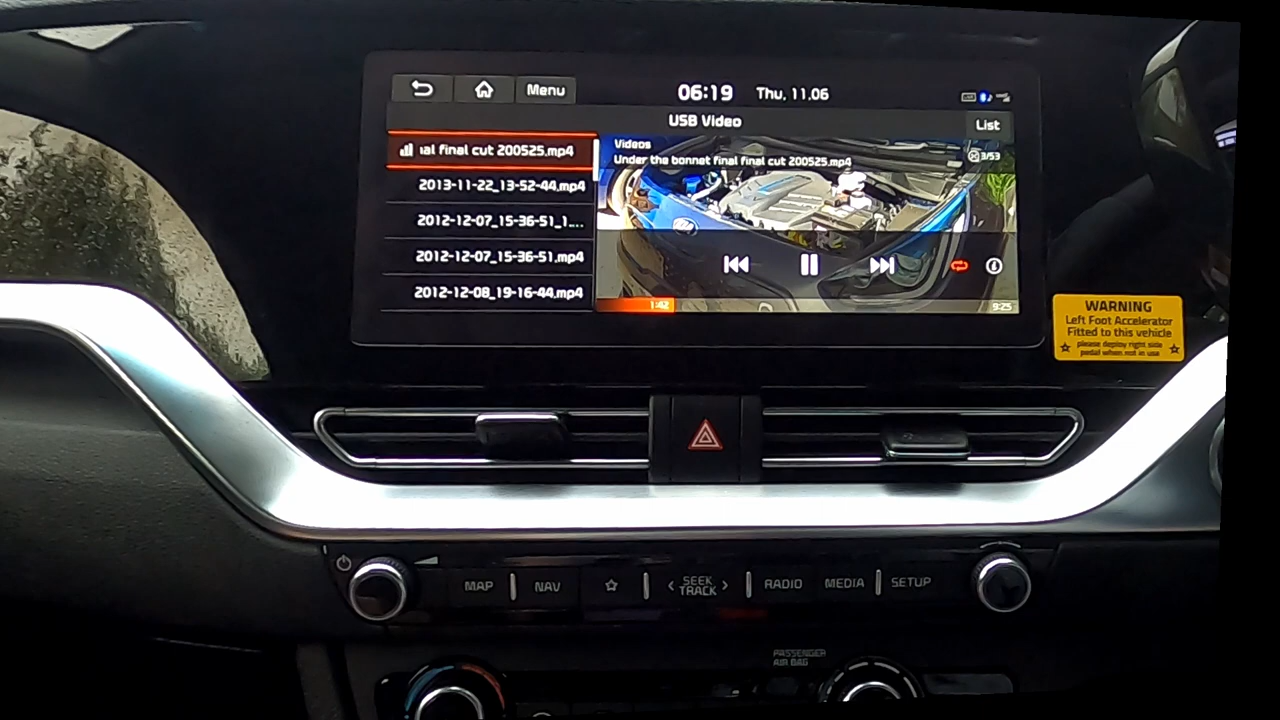 Menu
06:19 Thu, 11.06
USB Video
List
ıal final cut 200525.mp4
2013-11-22_13-52-44.mp4
2012-12-07_15-36-51_1...
2012-12-07_15-36-51.mp4
2012-12-08_19-16-44.mp4
Videos
Under the bonnet final final cut 200525.mp4
3/53
1:42
9:25
WARNING
Left Foot Accelerator
Fitted to this vehicle
please deploy right side
pedal when not in use
MAP
NAV
< SEEK >
TRACK
RADIO
MEDIA
SETUP
PASSENGER
AIR BAG